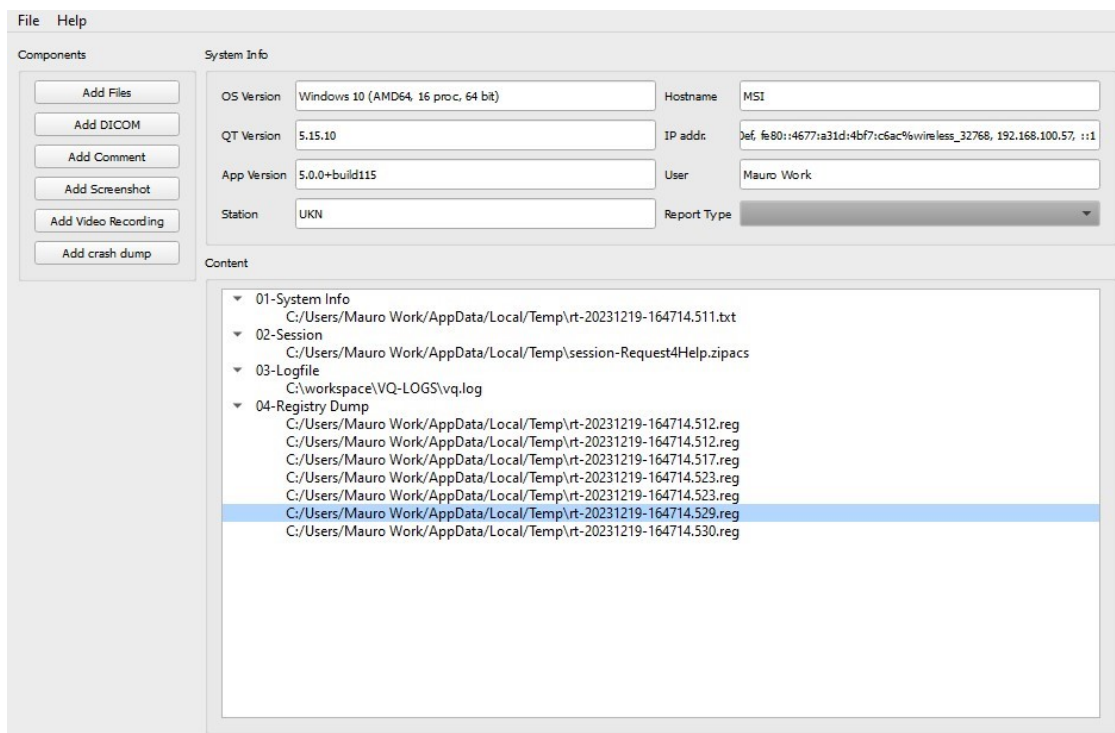 File Help
Components
Add Files
Add DICOM
Add Comment
Add Screenshot
Add Video Recording
Add crash dump
System Info
OS Version Windows 10 (AMD64, 16 proc, 64 bit) Hostname MSI
QT Version 5.15.10 IP addr. 0ef, fe80::4677:a31d:4bf7:c6ac%wireless_32768, 192.168.100.57, ::1
App Version 5.0.0+build115 User Mauro Work
Station UKN Report Type
Content
01-System Info
C:/Users/Mauro Work/AppData/Local/Temp\rt-20231219-164714.511.txt
02-Session
C:/Users/Mauro Work/AppData/Local/Temp\session-Request4Help.zipacs
03-Logfile
C:\workspace\VQ-LOGS\vq.log
04-Registry Dump
C:/Users/Mauro Work/AppData/Local/Temp\rt-20231219-164714.512.reg
C:/Users/Mauro Work/AppData/Local/Temp\rt-20231219-164714.512.reg
C:/Users/Mauro Work/AppData/Local/Temp\rt-20231219-164714.517.reg
C:/Users/Mauro Work/AppData/Local/Temp\rt-20231219-164714.523.reg
C:/Users/Mauro Work/AppData/Local/Temp\rt-20231219-164714.523.reg
C:/Users/Mauro Work/AppData/Local/Temp\rt-20231219-164714.529.reg
C:/Users/Mauro Work/AppData/Local/Temp\rt-20231219-164714.530.reg